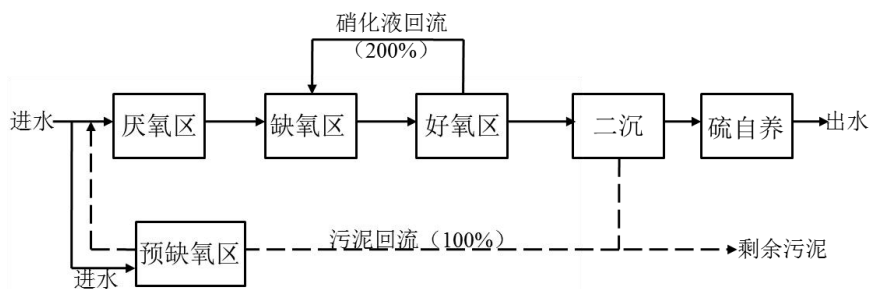 硝化液回流
（200%）
进水
厌氧区
缺氧区
好氧区
二沉
硫自养
出水
预缺氧区
污泥回流（100%）
剩余污泥
进水